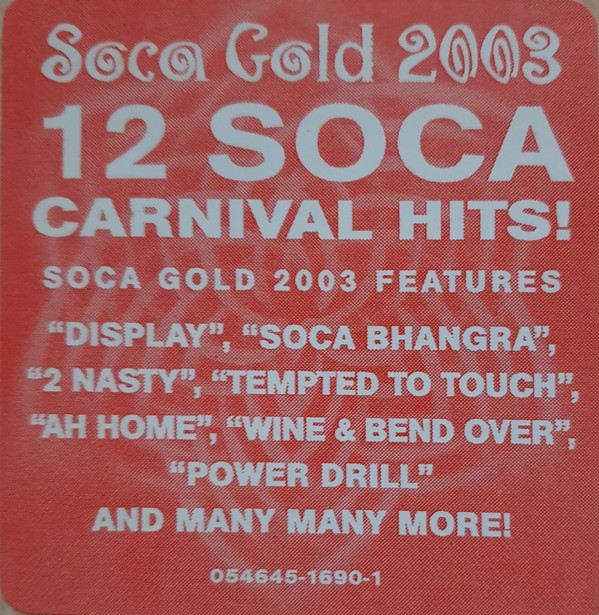 Soca Gold 2003
12 SOCA
CARNIVAL HITS!
SOCA GOLD 2003 FEATURES
“DISPLAY”, “SOCA BHANGRA”,
“2 NASTY”, “TEMPTED TO TOUCH”,
“AH HOME”, “WINE & BEND OVER”,
“POWER DRILL”
AND MANY MANY MORE!
054645-1690-1